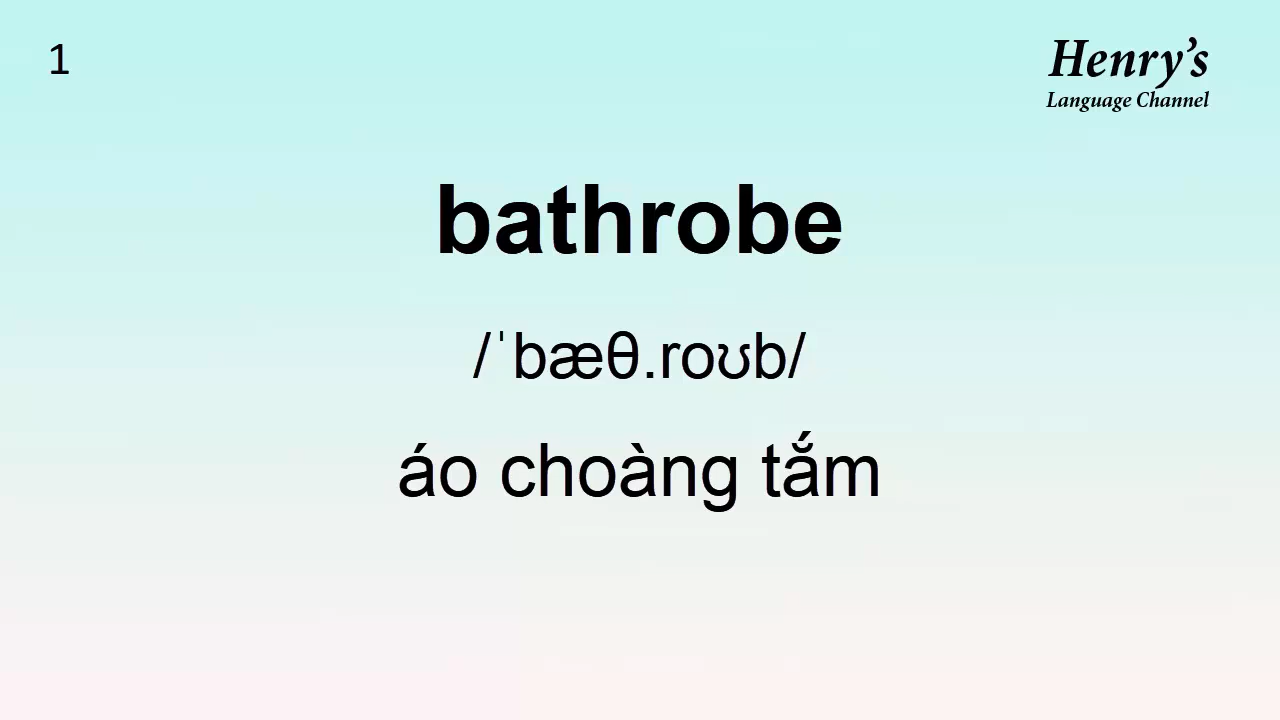 1
Henry’s
Language Channel
bathrobe
/ˈbæθ.roʊb/
áo choàng tắm